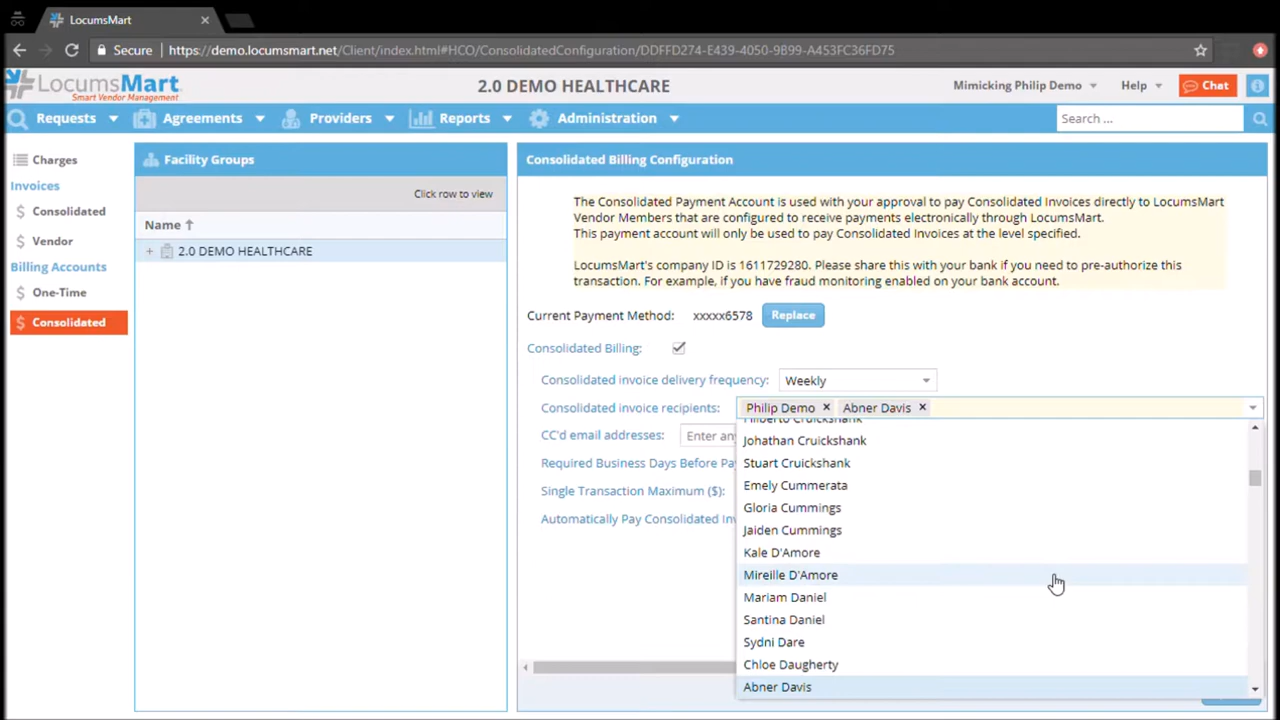 LocumsMart
Secure
https://demo.locumsmart.net/Client/index.html#HCO/ConsolidatedConfiguration/DDFFD274-E439-4050-9B99-A453FC36FD75
LocumsMart
Smart Vendor Management
2.0 DEMO HEALTHCARE
Mimicking Philip Demo
Help
Chat
Requests
Agreements
Providers
Reports
Administration
Search ...
Charges
Invoices
Consolidated
Vendor
Billing Accounts
One-Time
Consolidated
Facility Groups
Click row to view
Name
2.0 DEMO HEALTHCARE
Consolidated Billing Configuration
The Consolidated Payment Account is used with your approval to pay Consolidated Invoices directly to LocumsMart
Vendor Members that are configured to receive payments electronically through LocumsMart.
This payment account will only be used to pay Consolidated Invoices at the level specified.
LocumsMart's company ID is 1611729280. Please share this with your bank if you need to pre-authorize this
transaction. For example, if you have fraud monitoring enabled on your bank account.
Current Payment Method: xxxxx6578 Replace
Consolidated Billing:
Consolidated invoice delivery frequency: Weekly
Consolidated invoice recipients: Philip Demo × Abner Davis ×
CC'd email addresses: Enter any
Required Business Days Before Pa
Single Transaction Maximum ($):
Automatically Pay Consolidated Inv
Cruickshank
Johathan Cruickshank
Stuart Cruickshank
Emely Cummerata
Gloria Cummings
Jaiden Cummings
Kale D'Amore
Mireille D'Amore
Mariam Daniel
Santina Daniel
Sydni Dare
Chloe Daugherty
Abner Davis